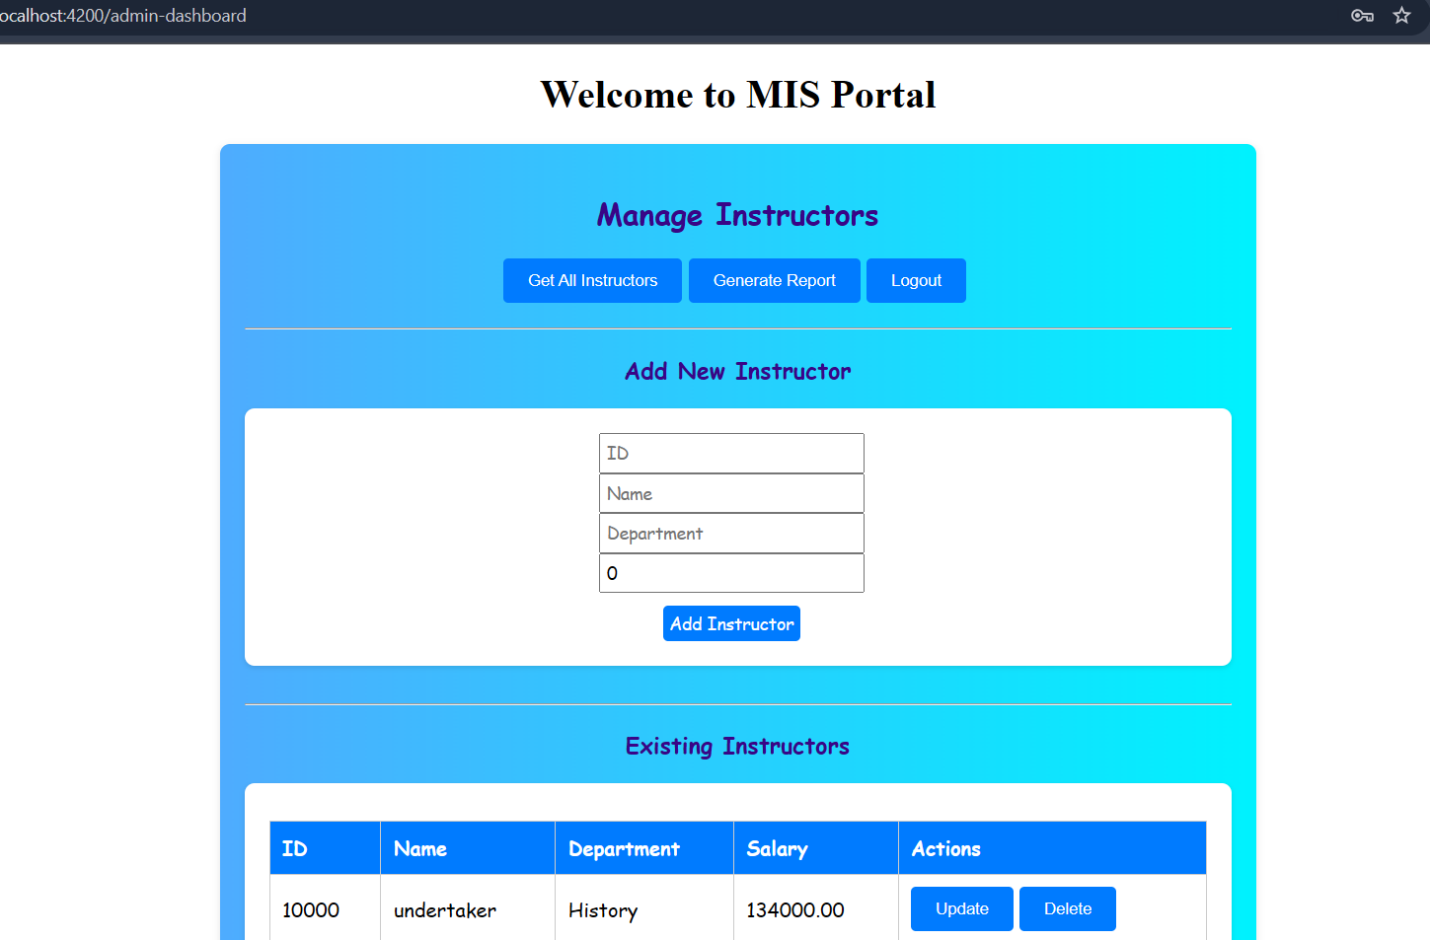 ocalhost:4200/admin-dashboard
Welcome to MIS Portal
Manage Instructors
Get All Instructors Generate Report Logout
Add New Instructor
ID
Name
Department
0
Add Instructor
Existing Instructors
ID Name Department Salary Actions
10000 undertaker History 134000.00 Update Delete